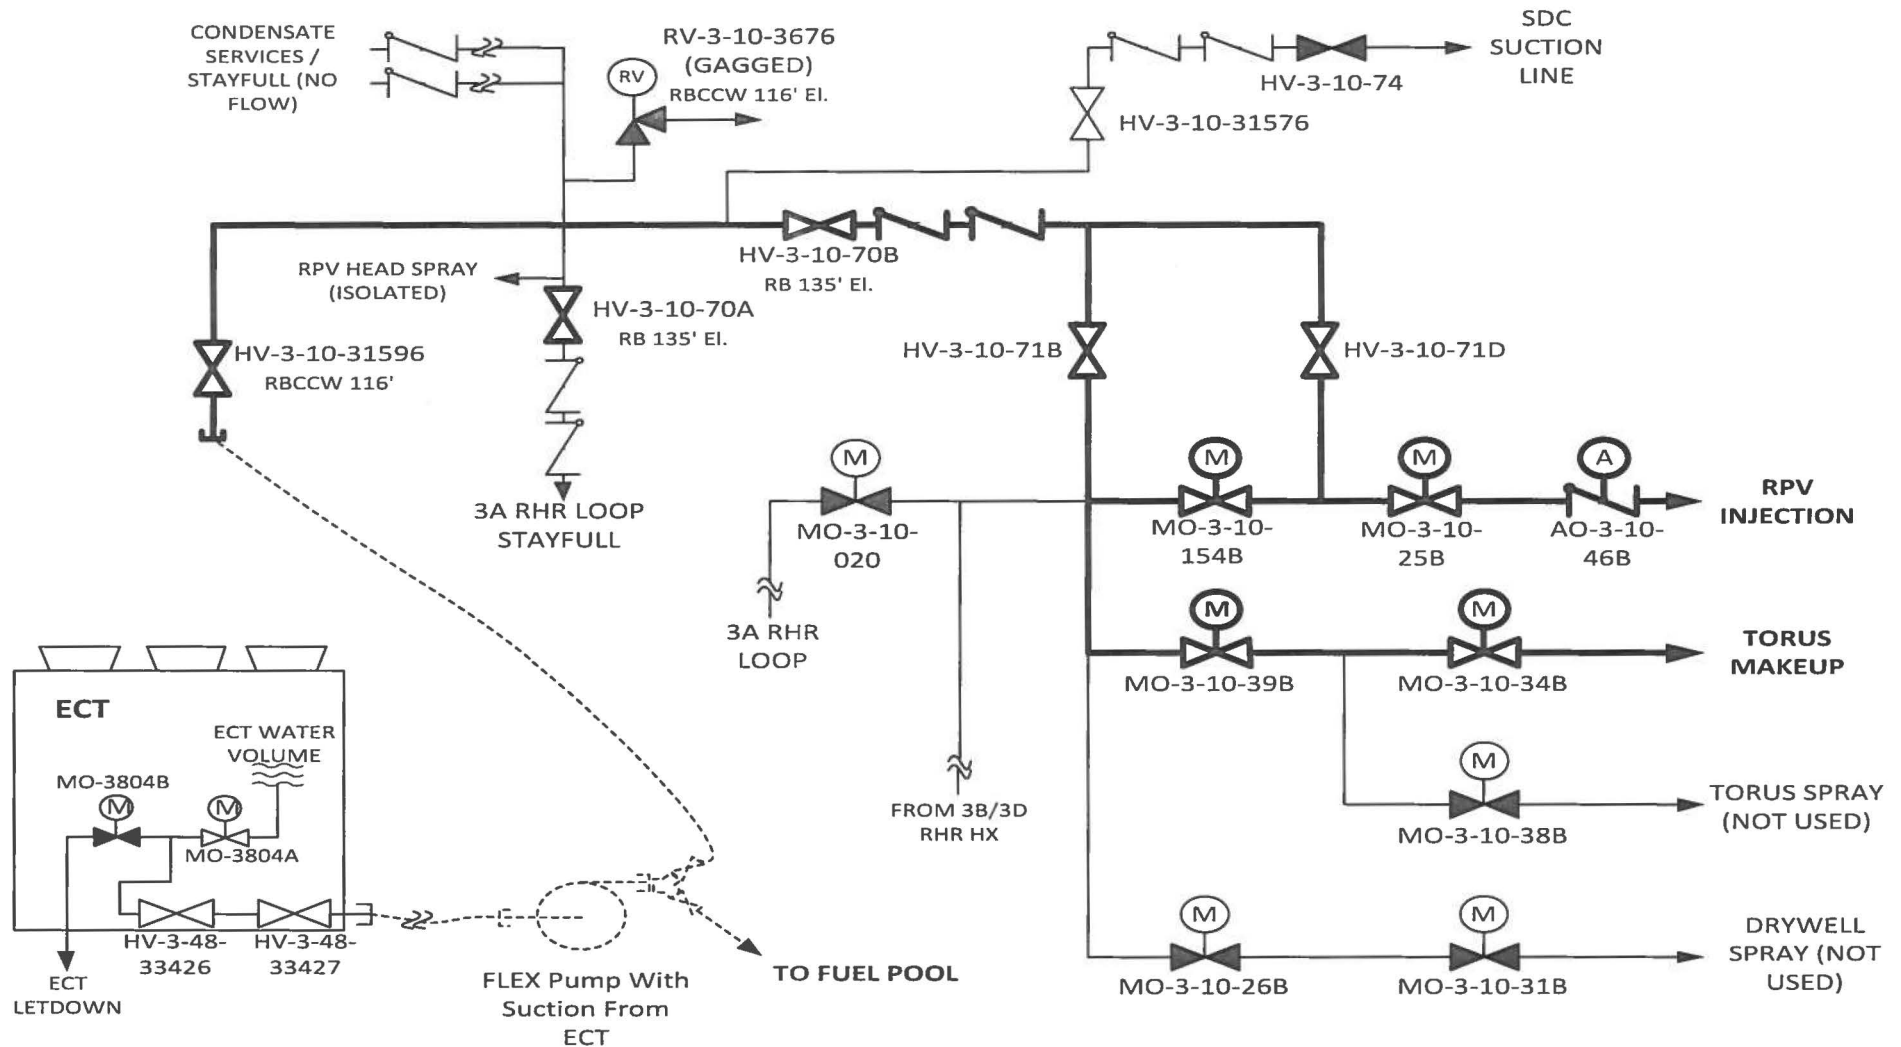 CONDENSATE
SERVICES /
STAYFULL (NO
FLOW)
RV-3-10-3676
(GAGGED)
RBCCW 116' El.
RV
SDC
SUCTION
LINE
HV-3-10-74
HV-3-10-31576
HV-3-10-70B
RB 135' El.
RPV HEAD SPRAY
(ISOLATED)
HV-3-10-70A
RB 135' El.
HV-3-10-31596
RBCCW 116'
HV-3-10-71B
HV-3-10-71D
3A RHR LOOP
STAYFULL
M
MO-3-10-
020
M
MO-3-10-
154B
M
MO-3-10-
25B
A
AO-3-10-
46B
RPV
INJECTION
3A RHR
LOOP
M
MO-3-10-39B
M
MO-3-10-34B
TORUS
MAKEUP
ECT
ECT WATER
VOLUME
MO-3804B
M
M
MO-3804A
FROM 3B/3D
RHR HX
M
MO-3-10-38B
TORUS SPRAY
(NOT USED)
HV-3-48-
33426
HV-3-48-
33427
ECT
LETDOWN
FLEX Pump With
Suction From
ECT
TO FUEL POOL
M
MO-3-10-26B
M
MO-3-10-31B
DRYWELL
SPRAY (NOT
USED)